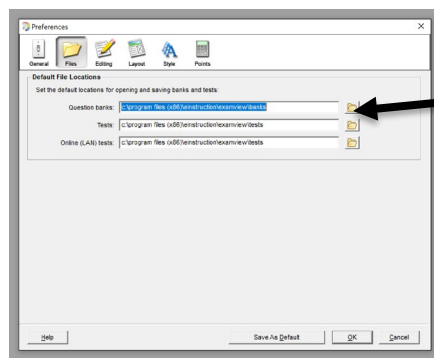 Preferences
General Files Editing Layout Style Points
Default File Locations
Set the default locations for opening and saving banks and tests:
Question banks: c:\program files (x86)\einstruction\examview\banks
Tests: c:\program files (x86)\einstruction\examview\tests
Online (LAN) tests: c:\program files (x86)\einstruction\examview\tests
Help Save As Default OK Cancel